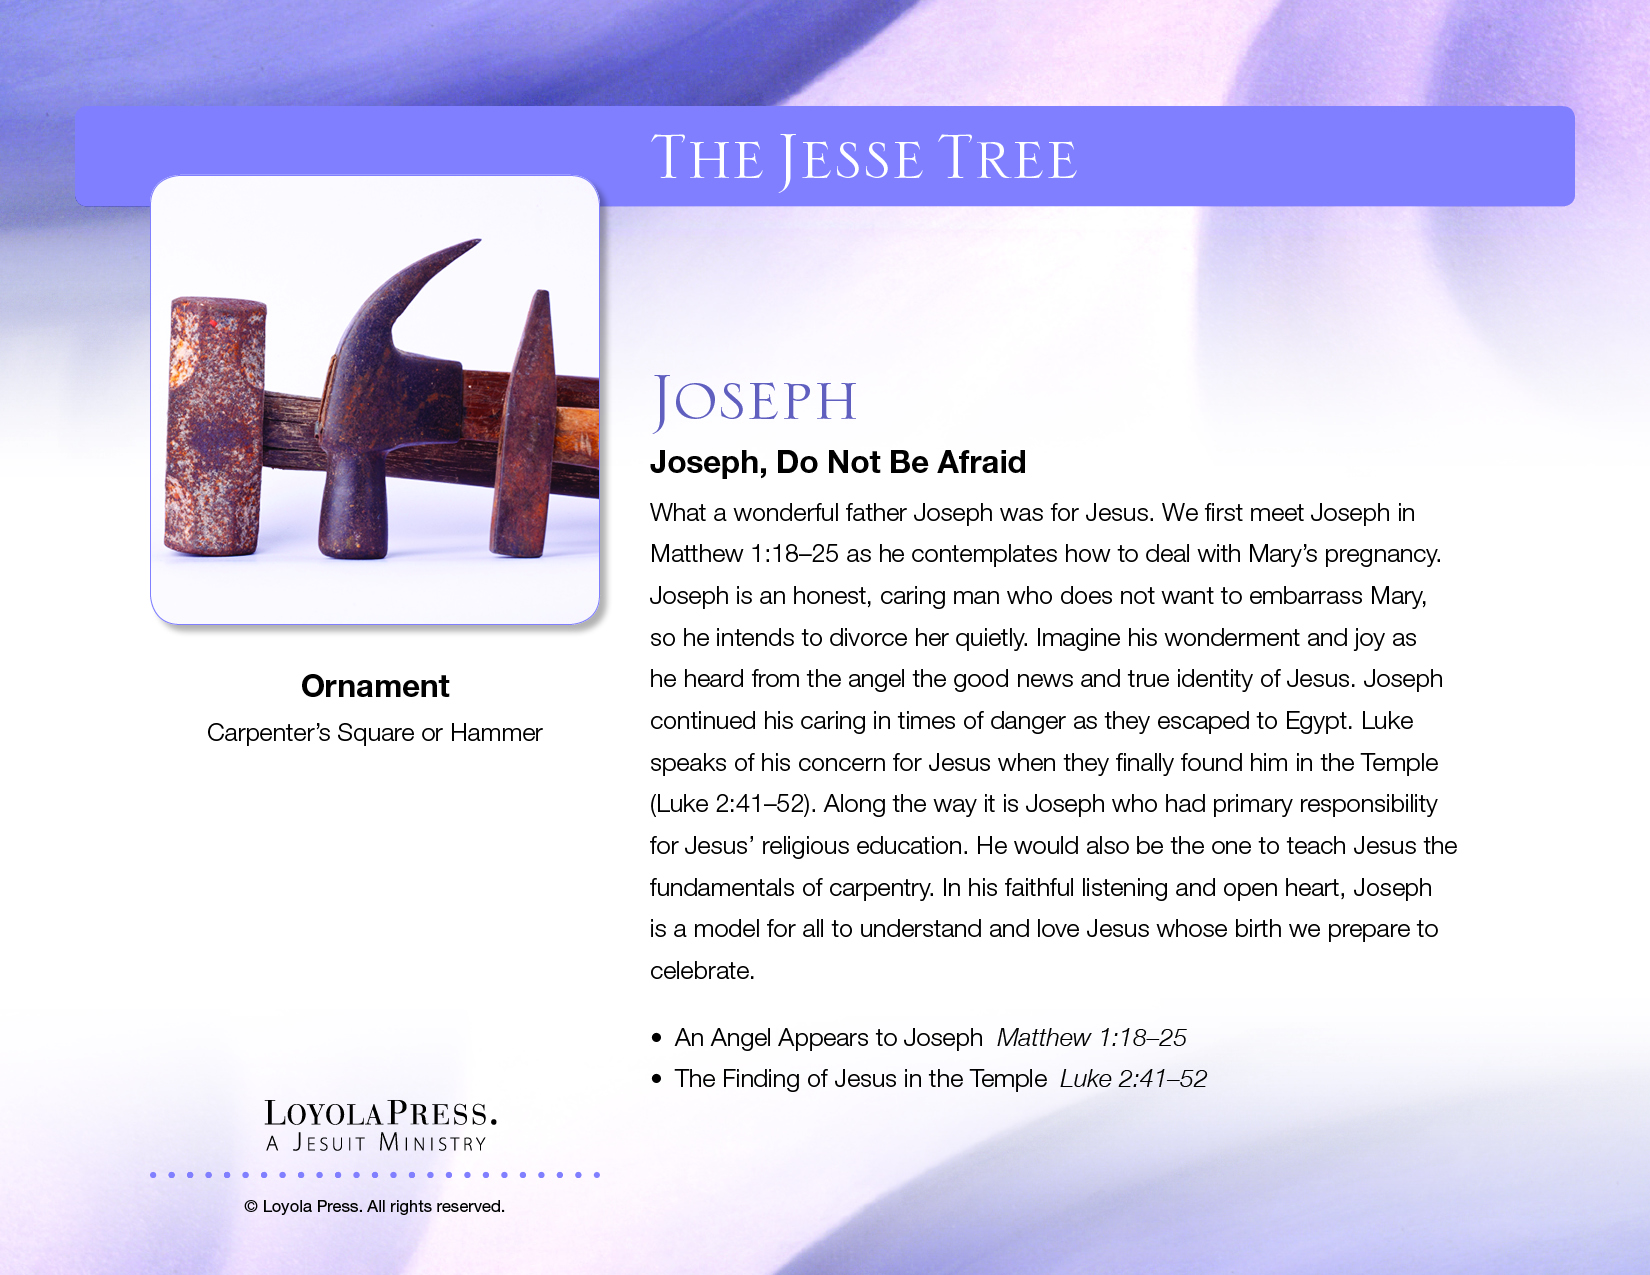 THE JESSE TREE
JOSEPH
Joseph, Do Not Be Afraid
What a wonderful father Joseph was for Jesus. We first meet Joseph in
Matthew 1:18–25 as he contemplates how to deal with Mary’s pregnancy.
Joseph is an honest, caring man who does not want to embarrass Mary,
so he intends to divorce her quietly. Imagine his wonderment and joy as
he heard from the angel the good news and true identity of Jesus. Joseph
continued his caring in times of danger as they escaped to Egypt. Luke
speaks of his concern for Jesus when they finally found him in the Temple
(Luke 2:41–52). Along the way it is Joseph who had primary responsibility
for Jesus’ religious education. He would also be the one to teach Jesus the
fundamentals of carpentry. In his faithful listening and open heart, Joseph
is a model for all to understand and love Jesus whose birth we prepare to
celebrate.
• An Angel Appears to Joseph Matthew 1:18–25
• The Finding of Jesus in the Temple Luke 2:41–52
Ornament
Carpenter’s Square or Hammer
LOYOLA PRESS.
A JESUIT MINISTRY
© Loyola Press. All rights reserved.